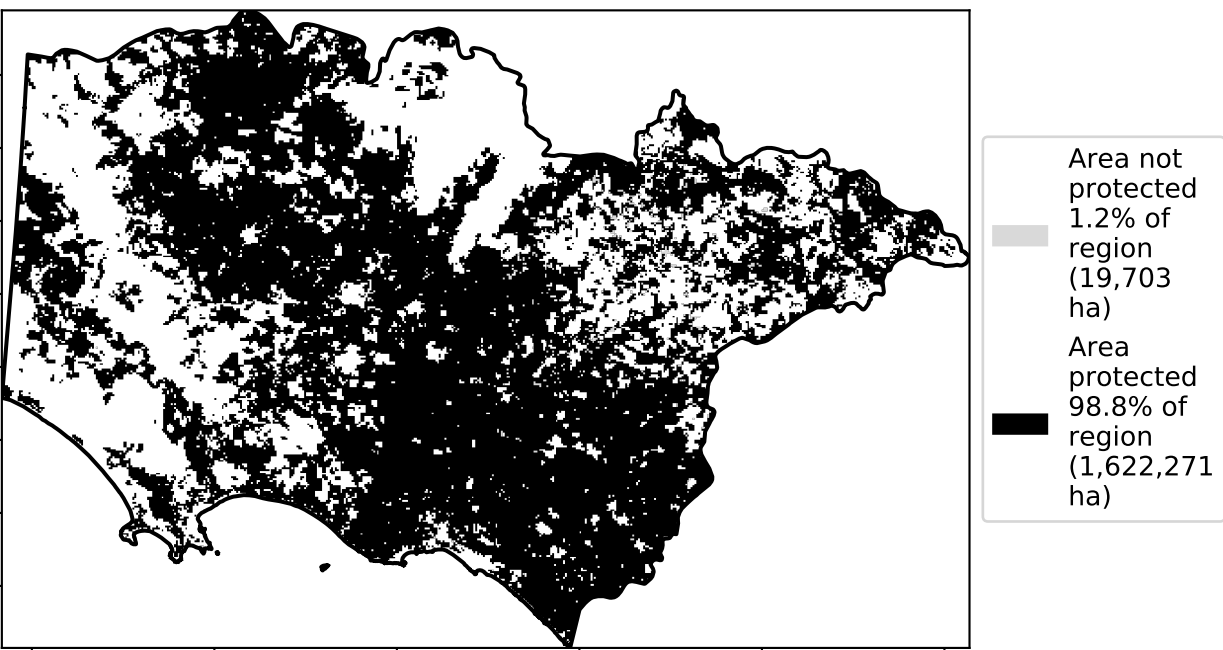 Area not
protected
1.2% of
region
(19,703
ha)
Area
protected
98.8% of
region
(1,622,271
ha)